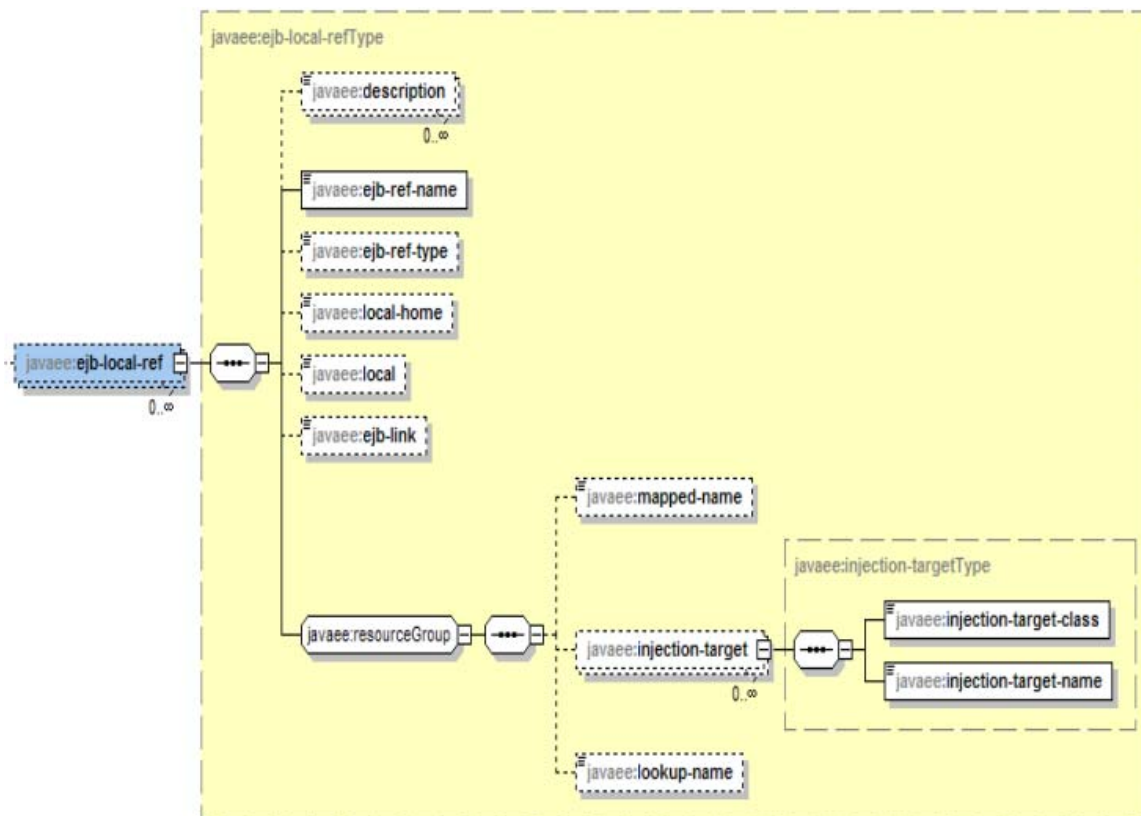 javaee:ejb-local-refType
javaee:description
0..∞
javaee:ejb-ref-name
javaee:ejb-ref-type
javaee:local-home
javaee:ejb-local-ref
0..∞
javaee:local
javaee:ejb-link
javaee:mapped-name
javaee:injection-targetType
javaee:injection-target-class
javaee:resourceGroup
javaee:injection-target
0..∞
javaee:injection-target-name
javaee:lookup-name